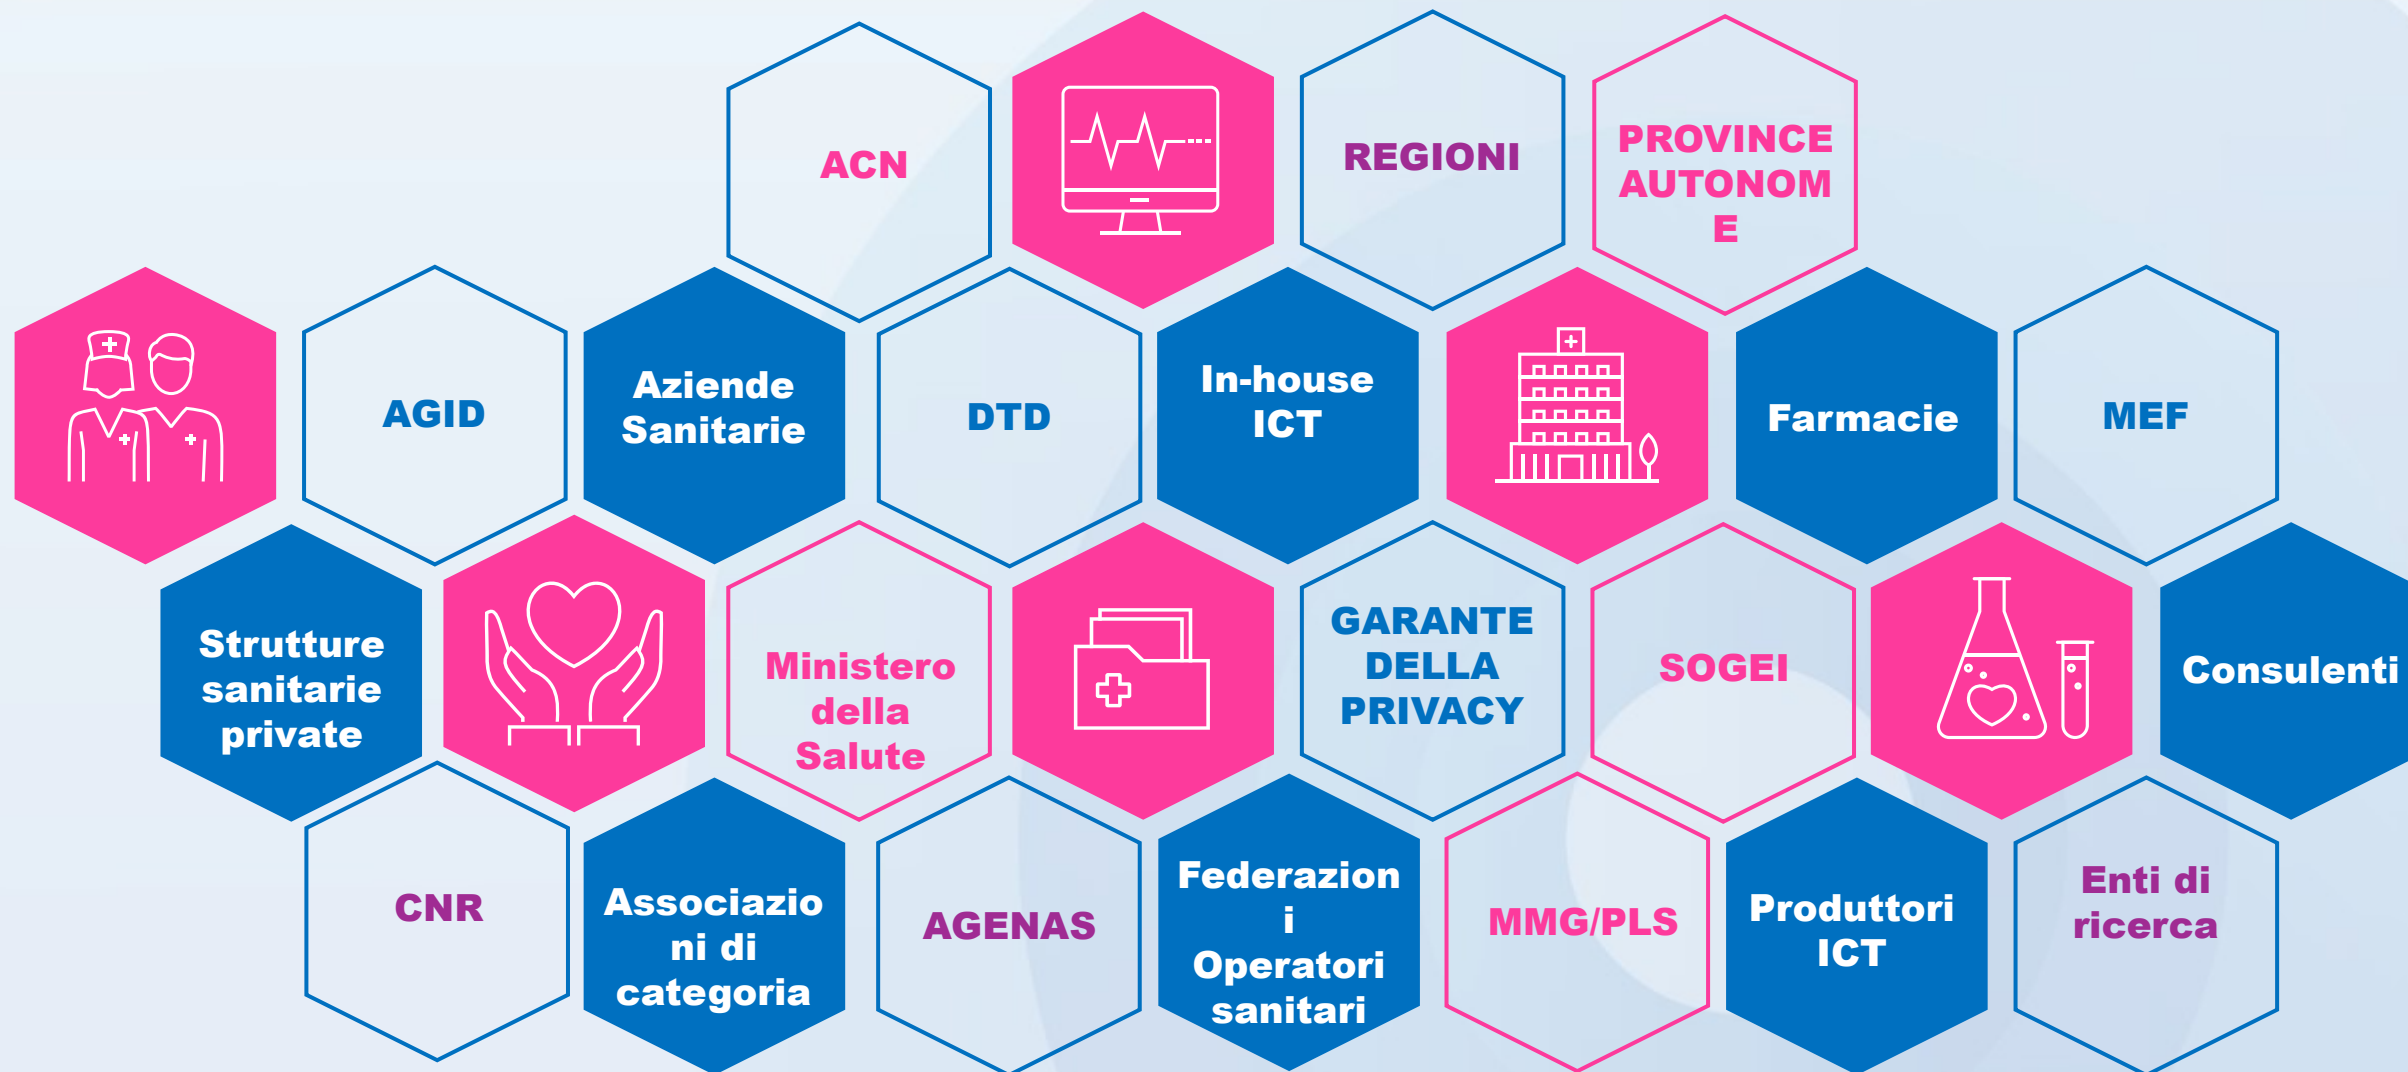 ACN
REGIONI
PROVINCE
AUTONOM
E
AGID
Aziende
Sanitarie
DTD
In-house
ICT
Farmacie
MEF
Strutture
sanitarie
private
Ministero
della
Salute
GARANTE
DELLA
PRIVACY
SOGEI
Consulenti
CNR
Associazio
ni di
categoria
AGENAS
Federazion
i
Operatori
sanitari
MMG/PLS
Produttori
ICT
Enti di
ricerca